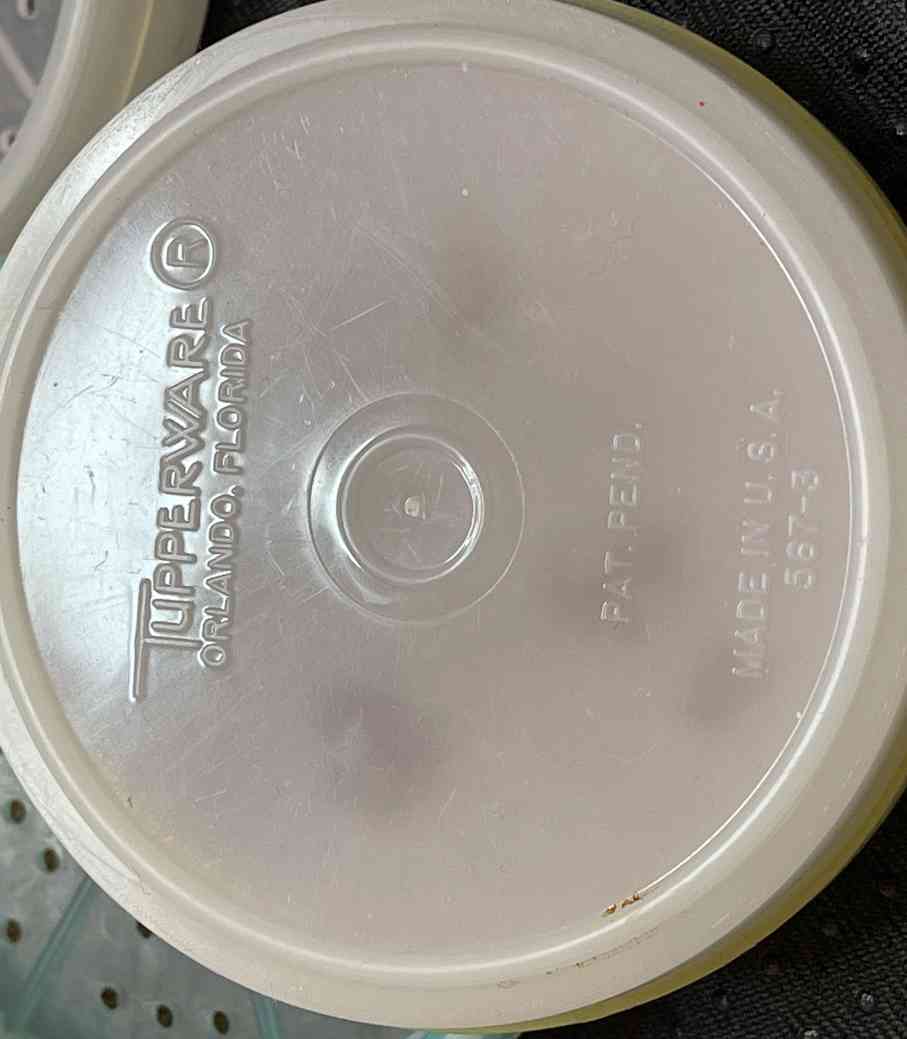 TUPPERWARE ®
ORLANDO, FLORIDA
PAT. PEND.
MADE IN U.S.A.
567-3